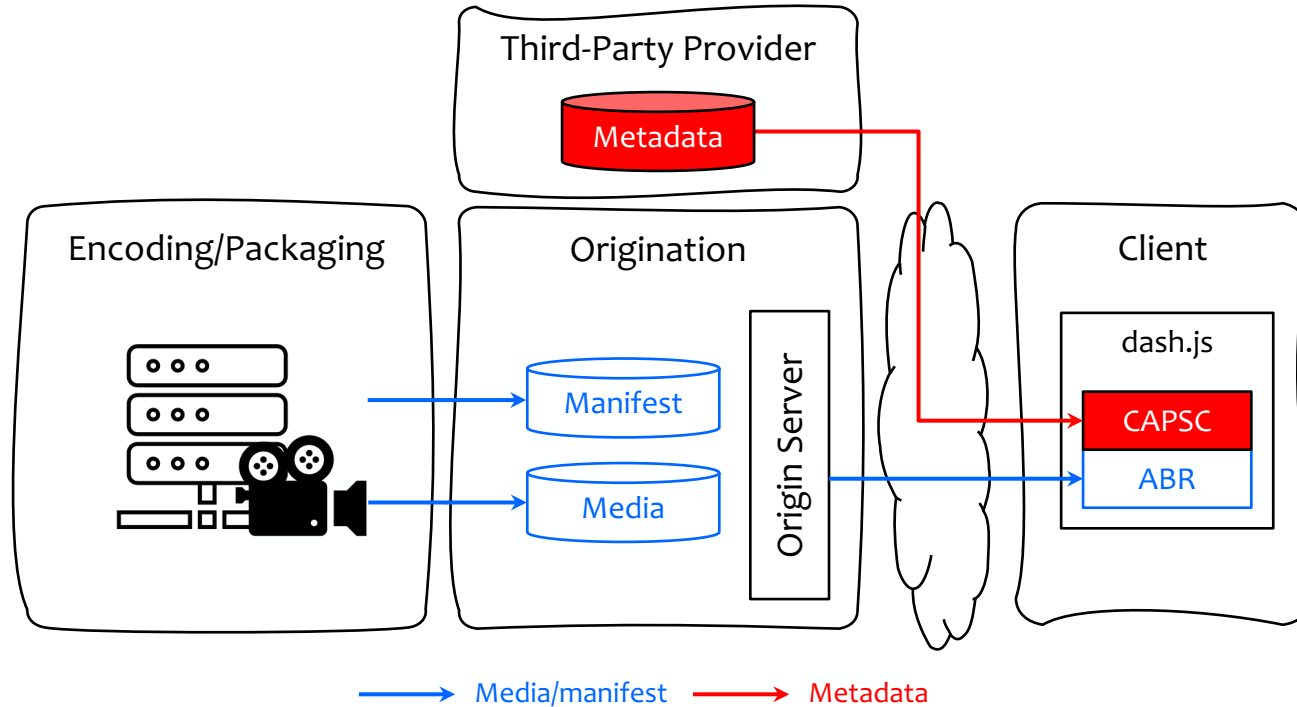 Third-Party Provider
Metadata
Encoding/Packaging
Origination
Client
Manifest
Media
Origin Server
dash.js
CAPSC
ABR
Media/manifest
Metadata